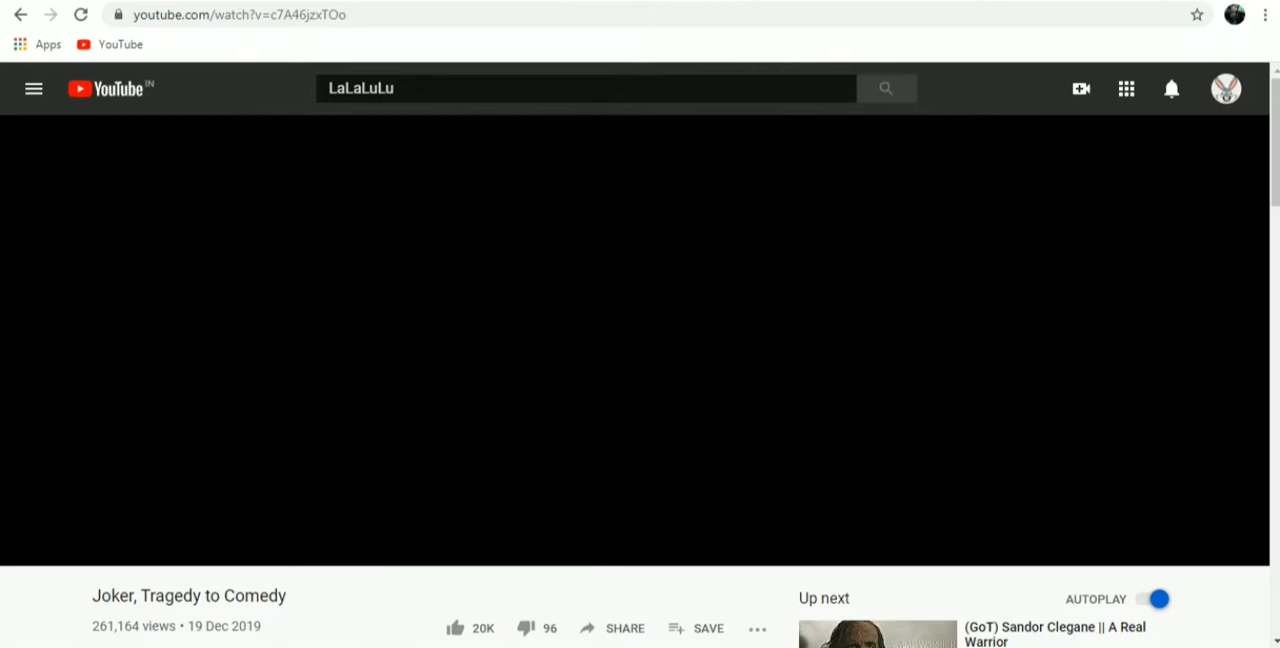 youtube.com/watch?v=c7A46jzxTOo
Apps YouTube
YouTube IN
LaLaLuLu
Joker, Tragedy to Comedy
261,164 views • 19 Dec 2019
20K 96 SHARE SAVE
Up next AUTOPLAY
(GoT) Sandor Clegane || A Real
Warrior